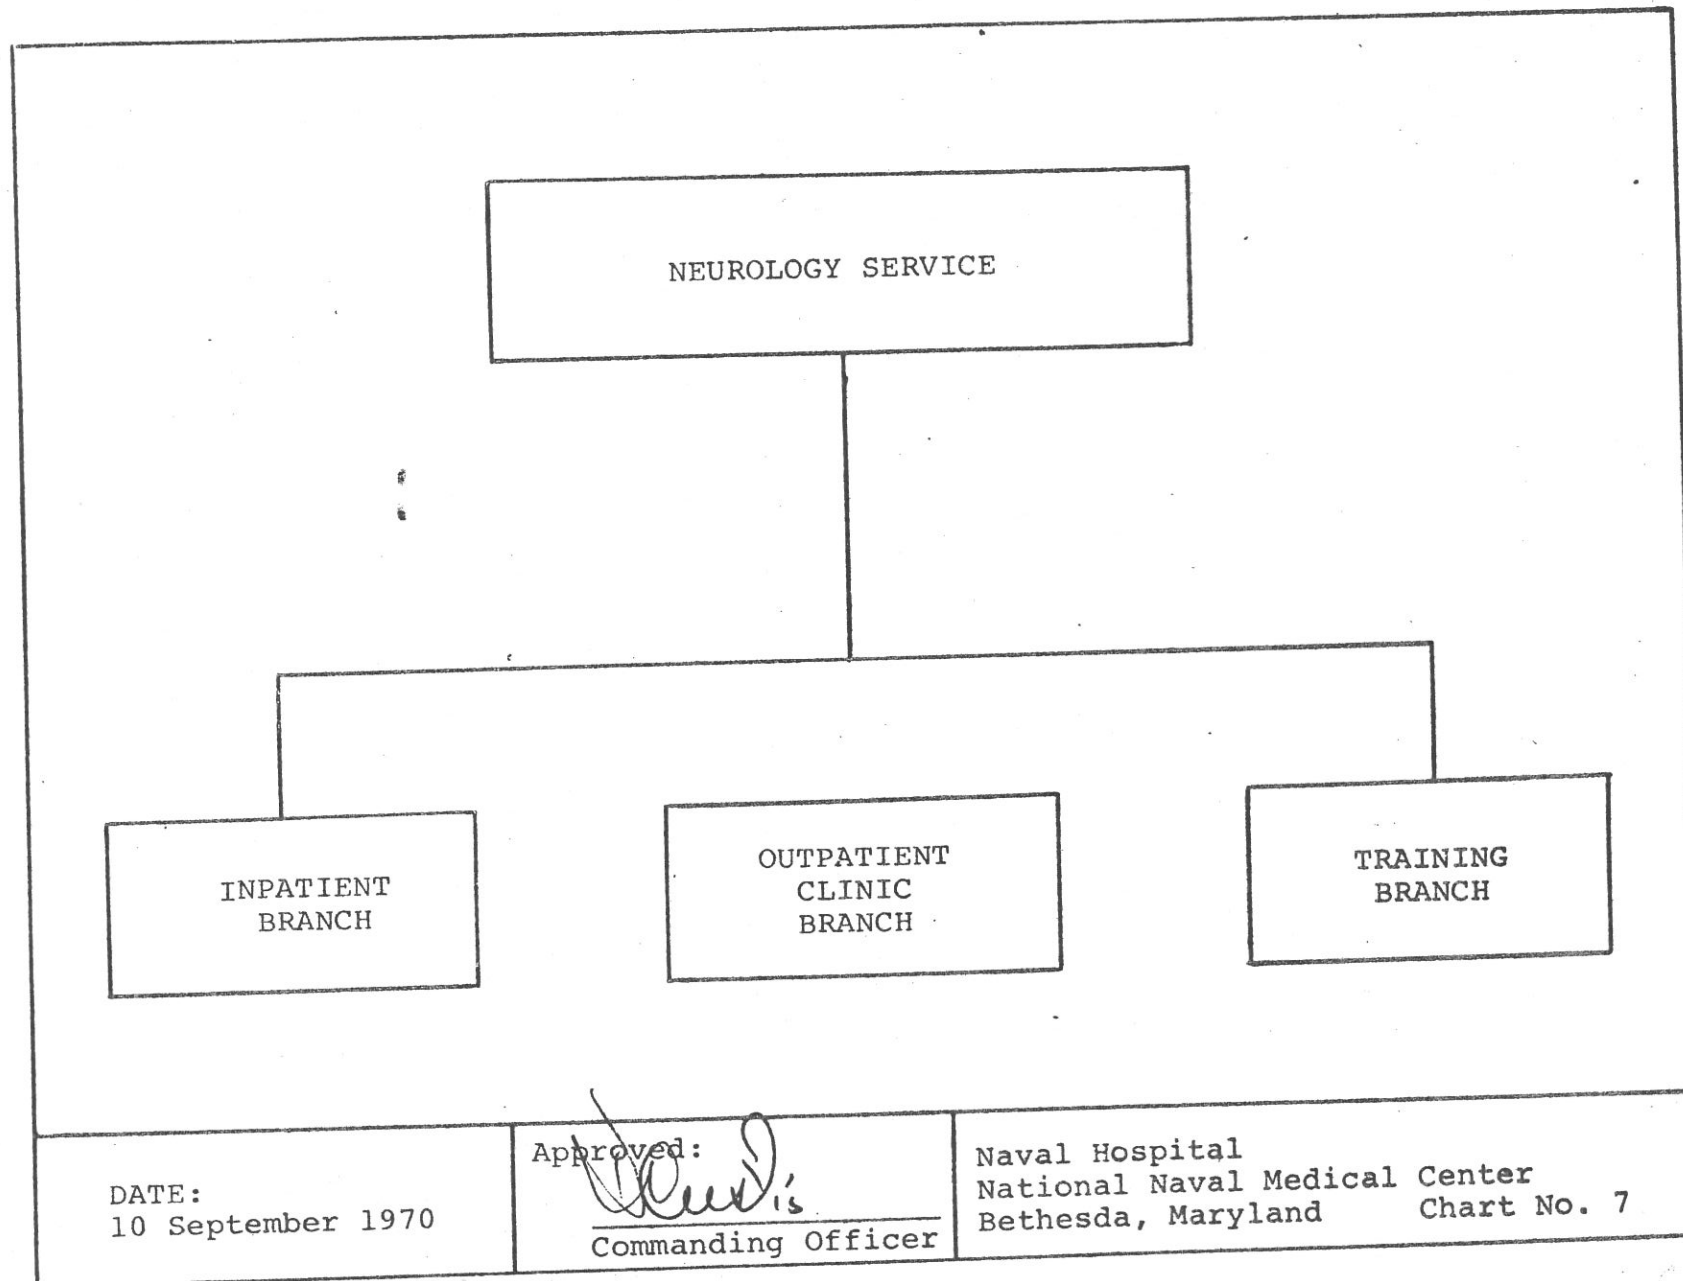 NEUROLOGY SERVICE
INPATIENT
BRANCH
OUTPATIENT
CLINIC
BRANCH
TRAINING
BRANCH
DATE:
10 September 1970
Approved:
Commanding Officer
Naval Hospital
National Naval Medical Center
Bethesda, Maryland Chart No. 7